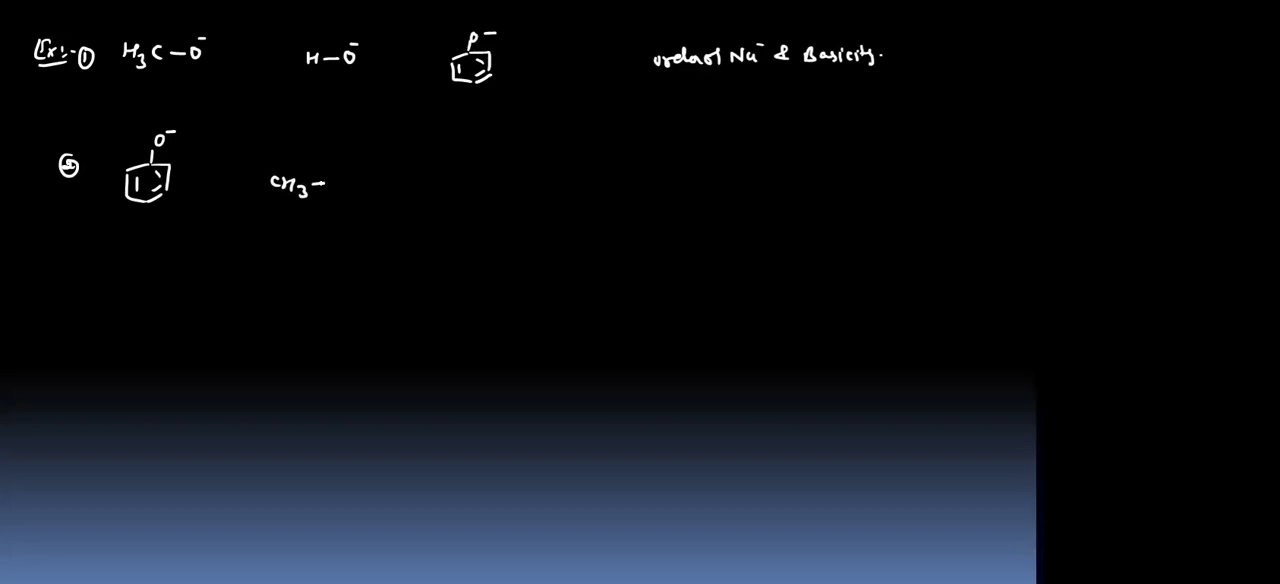 Ex:- ① H₃C—O⁻ H—O⁻ O⁻ order of Nu⁻ & Basicity.
② O⁻ CH₃—